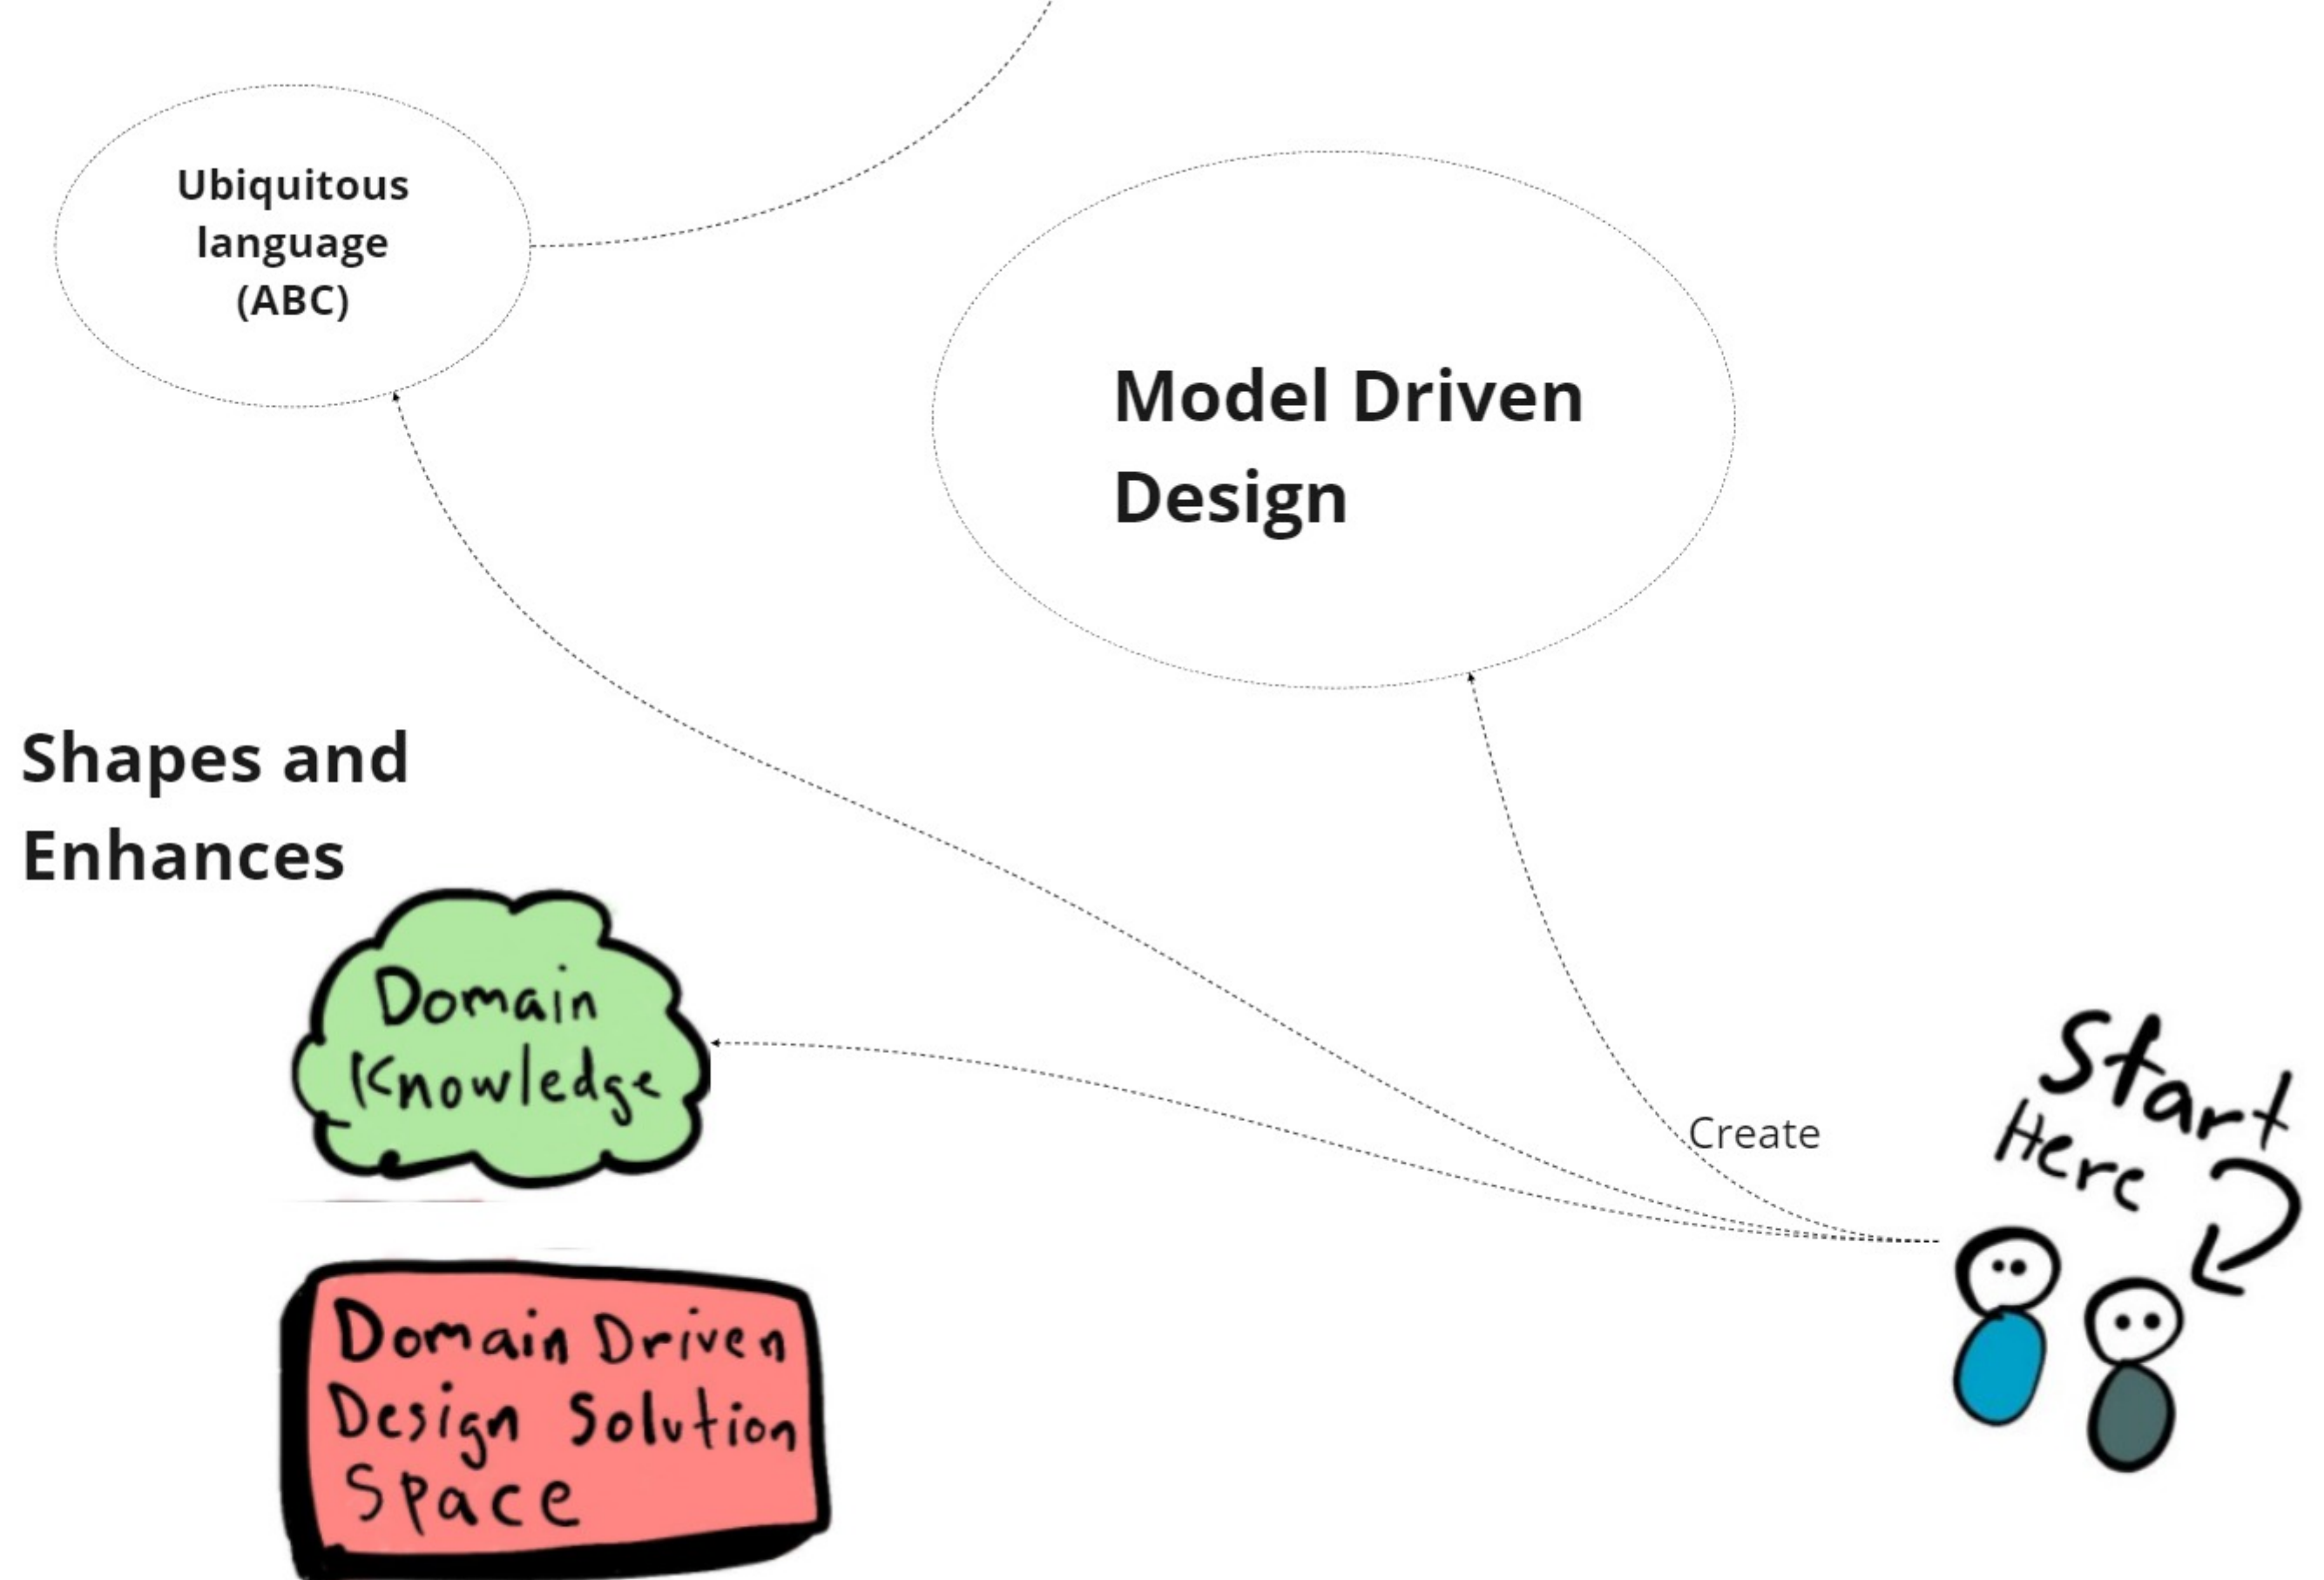 Ubiquitous
language
(ABC)
Model Driven
Design
Shapes and
Enhances
Domain
Knowledge
Create
Start
Here
Domain Driven
Design Solution
Space